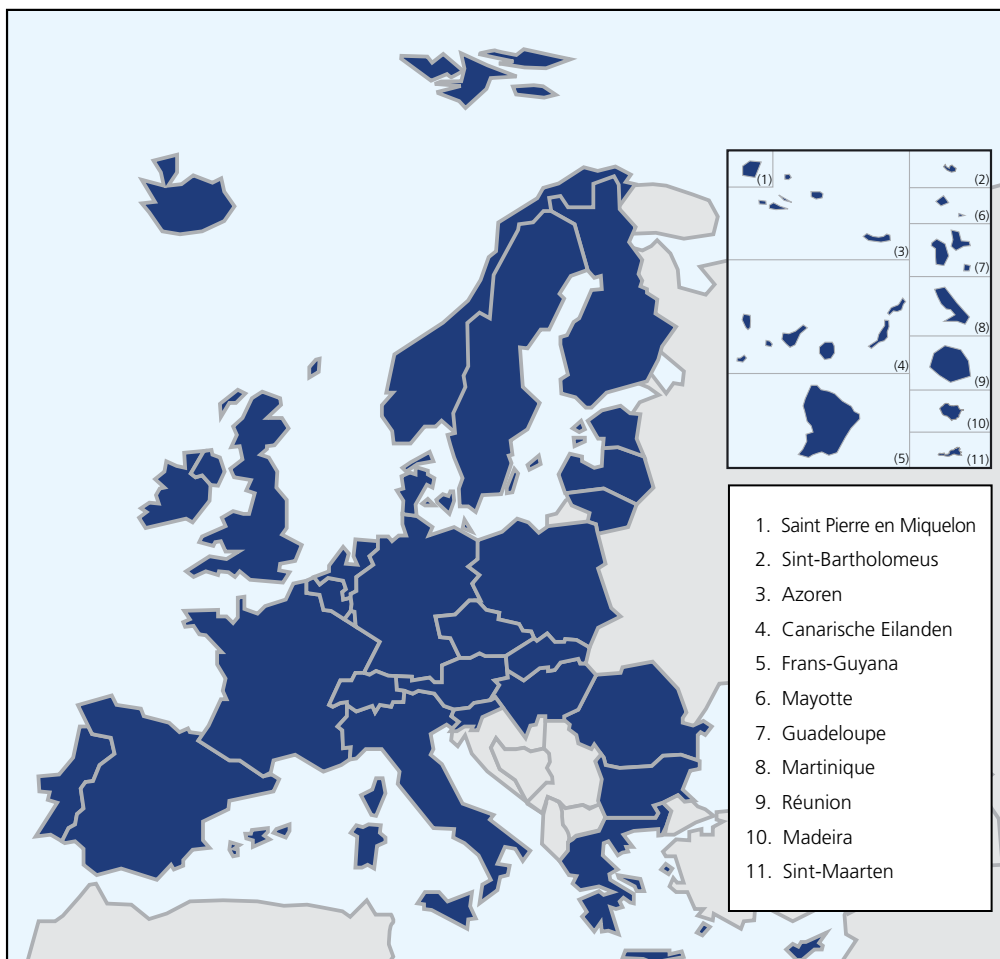 (1)
(2)
(6)
(3)
(7)
(8)
(4)
(9)
(10)
(5)
(11)
1. Saint Pierre en Miquelon
2. Sint-Bartholomeus
3. Azoren
4. Canarische Eilanden
5. Frans-Guyana
6. Mayotte
7. Guadeloupe
8. Martinique
9. Réunion
10. Madeira
11. Sint-Maarten